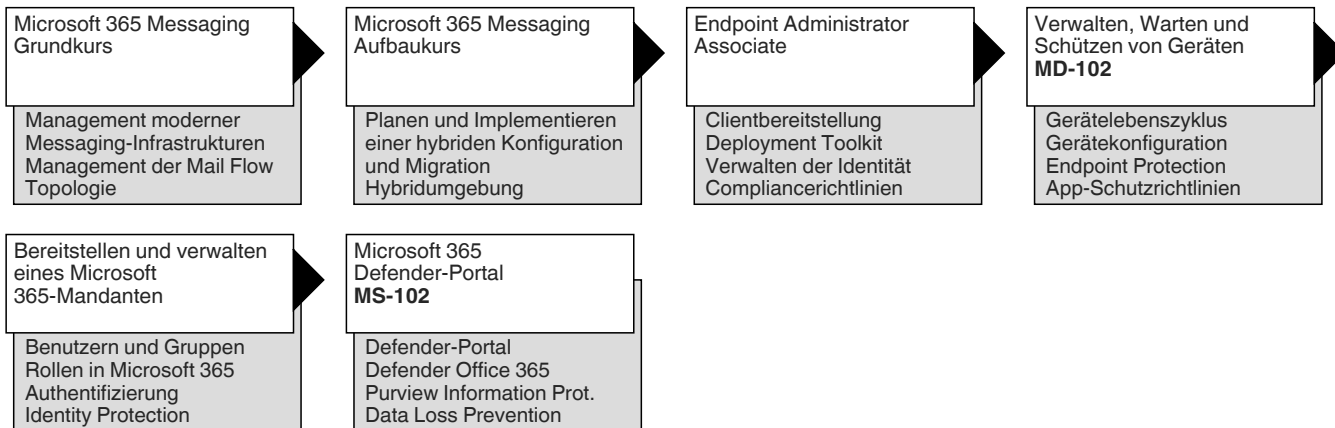 Microsoft 365 Messaging
Grundkurs
Management moderner
Messaging-Infrastrukturen
Management der Mail Flow
Topologie
Microsoft 365 Messaging
Aufbaukurs
Planen und Implementieren
einer hybriden Konfiguration
und Migration
Hybridumgebung
Endpoint Administrator
Associate
Clientbereitstellung
Deployment Toolkit
Verwalten der Identität
Compliancerichtlinien
Verwalten, Warten und
Schützen von Geräten
MD-102
Gerätelebenszyklus
Gerätekonfiguration
Endpoint Protection
App-Schutzrichtlinien
Bereitstellen und verwalten
eines Microsoft
365-Mandanten
Benutzern und Gruppen
Rollen in Microsoft 365
Authentifizierung
Identity Protection
Microsoft 365
Defender-Portal
MS-102
Defender-Portal
Defender Office 365
Purview Information Prot.
Data Loss Prevention